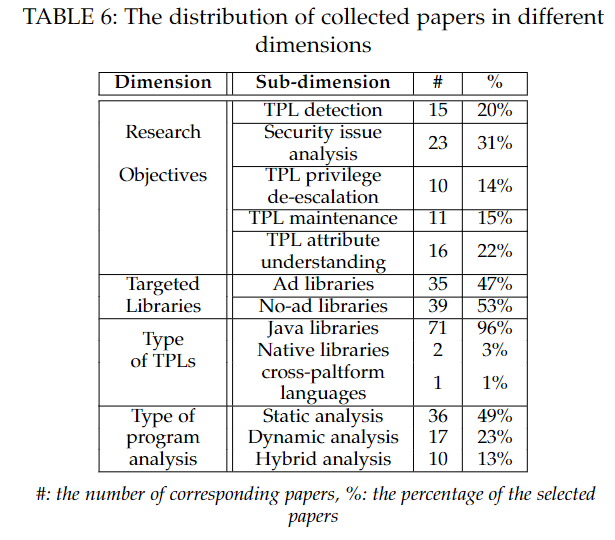 TABLE 6: The distribution of collected papers in different
dimensions
Dimension Sub-dimension # %
Research
Objectives
TPL detection 15 20%
Security issue
analysis 23 31%
TPL privilege
de-escalation 10 14%
TPL maintenance 11 15%
TPL attribute
understanding 16 22%
Targeted Ad libraries 35 47%
Libraries No-ad libraries 39 53%
Type
of TPLs
Java libraries 71 96%
Native libraries 2 3%
cross-paltform
languages 1 1%
Type of Static analysis 36 49%
program Dynamic analysis 17 23%
analysis Hybrid analysis 10 13%
#: the number of corresponding papers, %: the percentage of the selected
papers